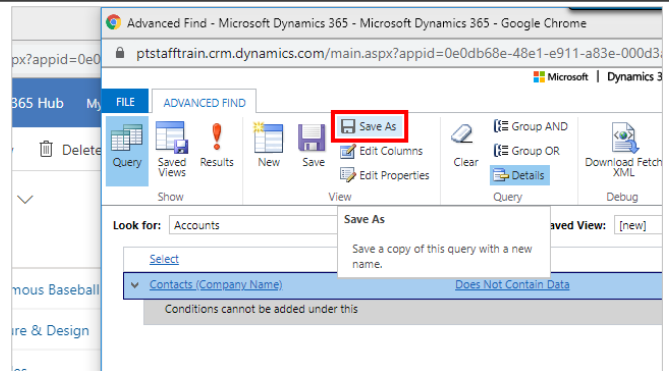 Advanced Find - Microsoft Dynamics 365 - Microsoft Dynamics 365 - Google Chrome
px?appid=0e0
ptstafftrain.crm.dynamics.com/main.aspx?appid=0e0db68e-48e1-e911-a83e-000d3
Microsoft | Dynamics 3
365 Hub My
FILE ADVANCED FIND
Delete
Query
Saved Views
Results
New
Save
Save As
Edit Columns
Edit Properties
Clear
Group AND
Group OR
Details
Download Fetch XML
Show View Query Debug
Look for: Accounts
aved View: [new]
Save As
Save a copy of this query with a new
name.
Select
Contacts (Company Name) Does Not Contain Data
Conditions cannot be added under this
mous Baseball
ure & Design